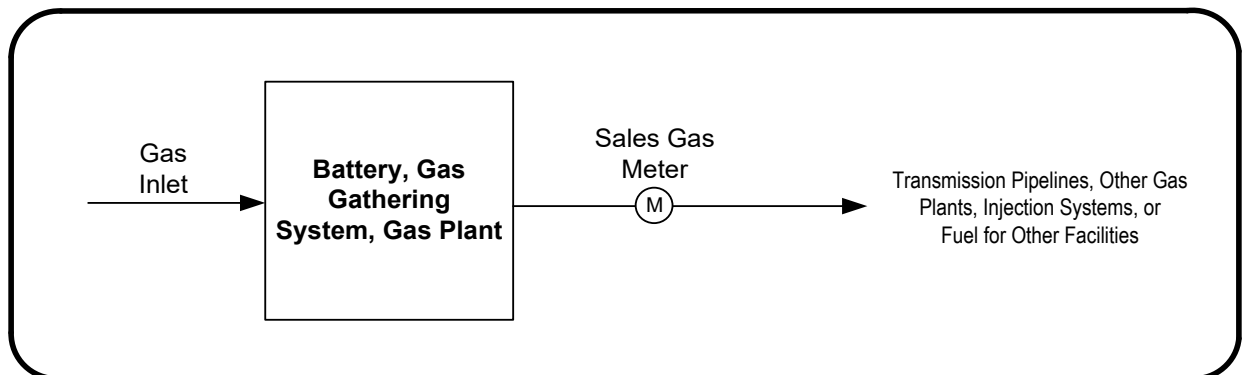 Gas
Inlet
Battery, Gas
Gathering
System, Gas Plant
Sales Gas
Meter
M
Transmission Pipelines, Other Gas
Plants, Injection Systems, or
Fuel for Other Facilities